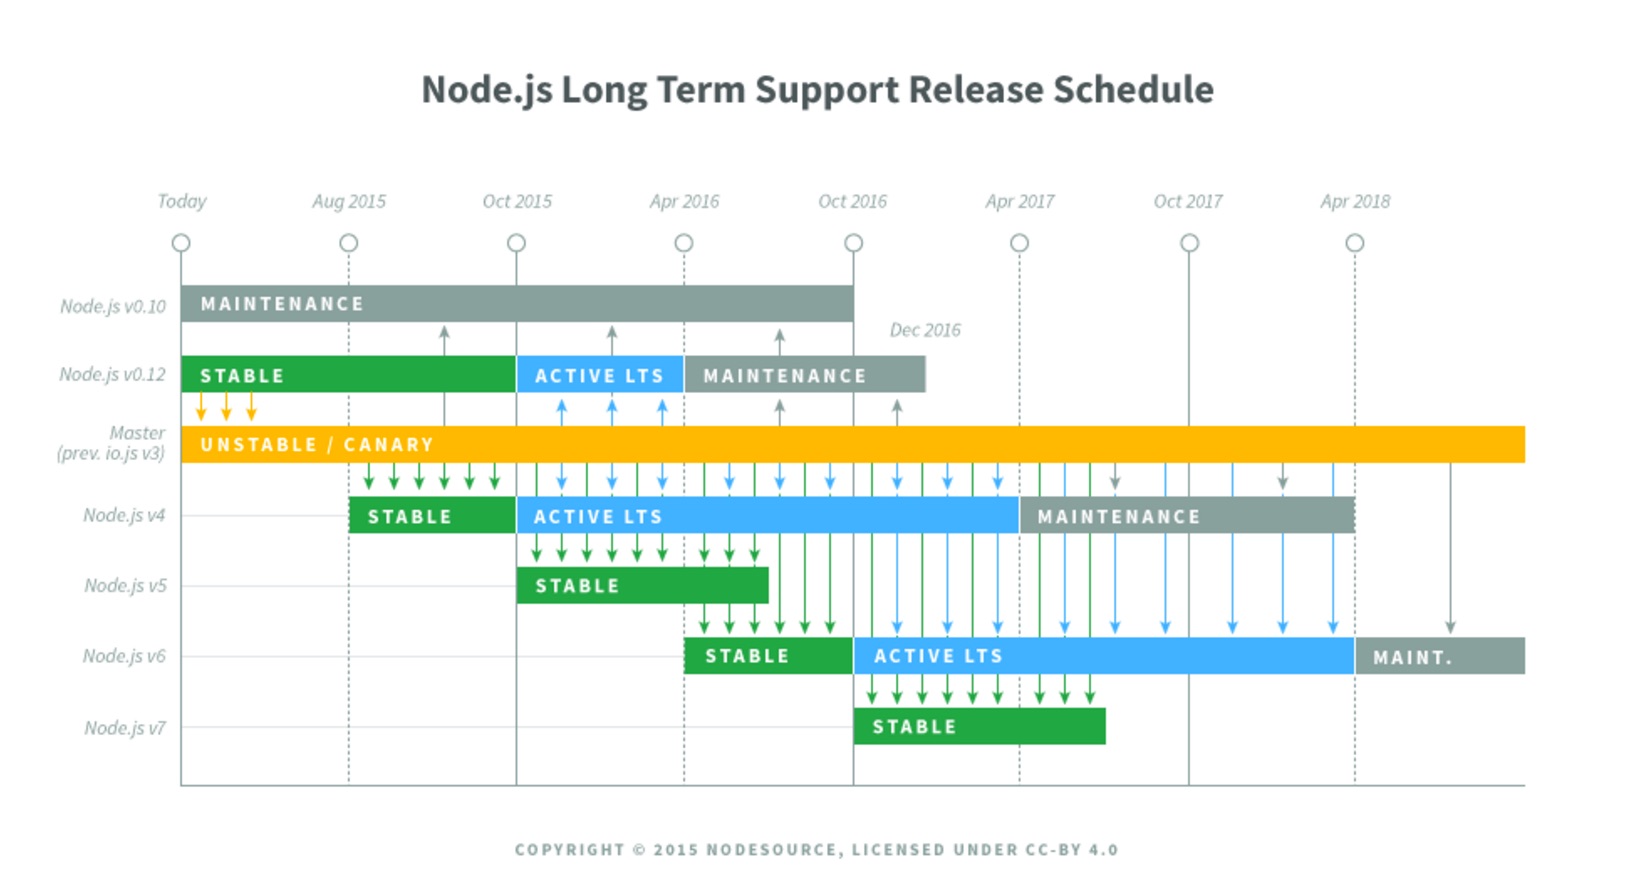 Node.js Long Term Support Release Schedule
Today
Aug 2015
Oct 2015
Apr 2016
Oct 2016
Apr 2017
Oct 2017
Apr 2018
Node.js v0.10
MAINTENANCE
Dec 2016
Node.js v0.12
STABLE
ACTIVE LTS
MAINTENANCE
Master
(prev. io.js v3)
UNSTABLE / CANARY
Node.js v4
STABLE
ACTIVE LTS
MAINTENANCE
Node.js v5
STABLE
Node.js v6
STABLE
ACTIVE LTS
MAINT.
Node.js v7
STABLE
COPYRIGHT © 2015 NODESOURCE, LICENSED UNDER CC-BY 4.0